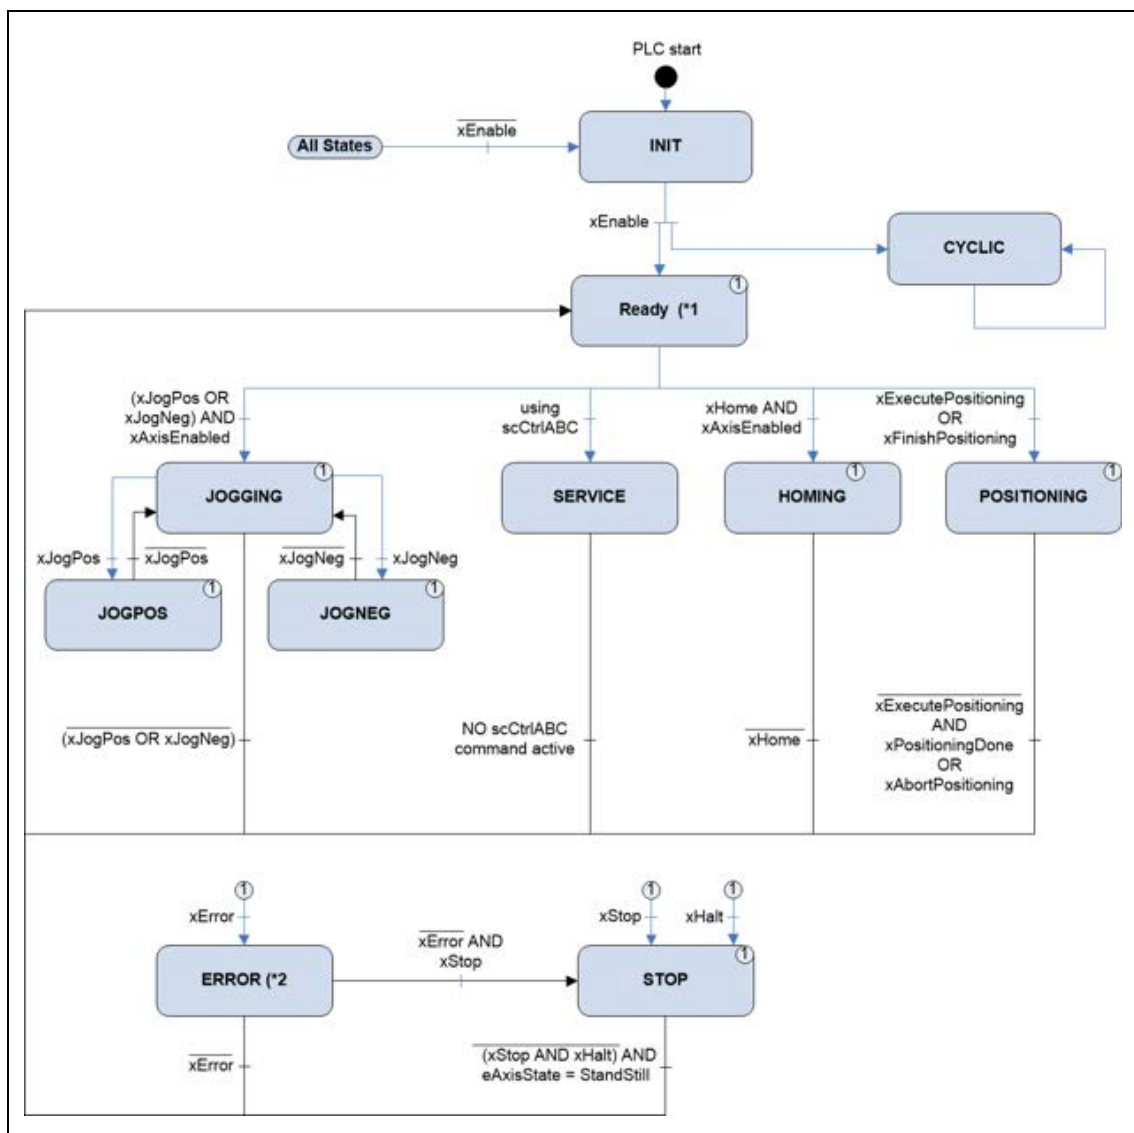 PLC start
xEnable
All States
INIT
xEnable
CYCLIC
1
Ready (*1
(xJogPos OR
xJogNeg) AND
xAxisEnabled
using
scCtrlABC
xHome AND
xAxisEnabled
xExecutePositioning
OR
xFinishPositioning
1
JOGGING
SERVICE
1
HOMING
1
POSITIONING
xJogPos
xJogPos
xJogNeg
xJogNeg
1
JOGPOS
1
JOGNEG
(xJogPos OR xJogNeg)
NO scCtrlABC
command active
xHome
xExecutePositioning
AND
xPositioningDone
OR
xAbortPositioning
1
1
1
xError
xStop
xHalt
xError AND
xStop
ERROR (*2
1
STOP
xError
(xStop AND xHalt) AND
eAxisState = StandStill